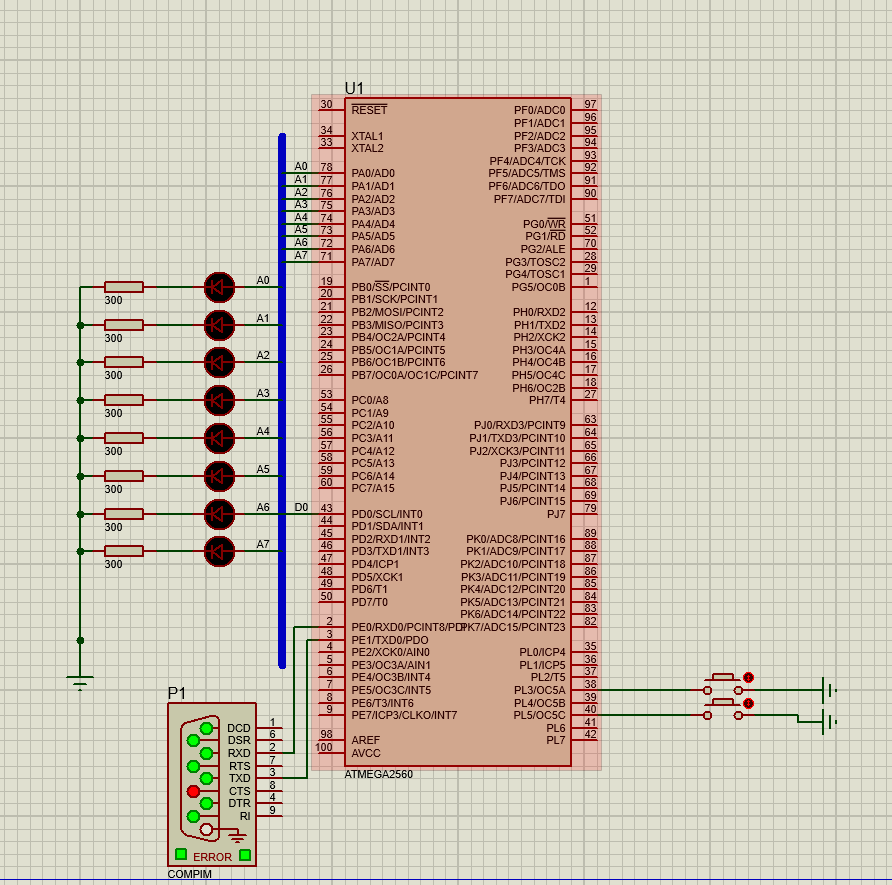 U1
30 RESET PF0/ADC0 97
PF1/ADC1 96
34 XTAL1 PF2/ADC2 95
33 XTAL2 PF3/ADC3 94
PF4/ADC4/TCK 93
A0 78 PA0/AD0 PF5/ADC5/TMS 92
A1 77 PA1/AD1 PF6/ADC6/TDO 91
A2 76 PA2/AD2 PF7/ADC7/TDI 90
A3 75 PA3/AD3
A4 74 PA4/AD4 PG0/WR 51
A5 73 PA5/AD5 PG1/RD 52
A6 72 PA6/AD6 PG2/ALE 70
A7 71 PA7/AD7 PG3/TOSC2 28
PG4/TOSC1 29
A0 19 PB0/SS/PCINT0 PG5/OC0B 1
300 20 PB1/SCK/PCINT1
21 PB2/MOSI/PCINT2 PH0/RXD2 12
A1 22 PB3/MISO/PCINT3 PH1/TXD2 13
300 23 PB4/OC2A/PCINT4 PH2/XCK2 14
24 PB5/OC1A/PCINT5 PH3/OC4A 15
A2 25 PB6/OC1B/PCINT6 PH4/OC4B 16
300 26 PB7/OC0A/OC1C/PCINT7 PH5/OC4C 17
PH6/OC2B 18
A3 53 PC0/A8 PH7/T4 27
300 54 PC1/A9
55 PC2/A10 PJ0/RXD3/PCINT9 63
A4 56 PC3/A11 PJ1/TXD3/PCINT10 64
300 57 PC4/A12 PJ2/XCK3/PCINT11 65
58 PC5/A13 PJ3/PCINT12 66
A5 59 PC6/A14 PJ4/PCINT13 67
300 60 PC7/A15 PJ5/PCINT14 68
PJ6/PCINT15 69
A6 D0 43 PD0/SCL/INT0 PJ7 79
300 44 PD1/SDA/INT1
45 PD2/RXD1/INT2 PK0/ADC8/PCINT16 89
A7 46 PD3/TXD1/INT3 PK1/ADC9/PCINT17 88
300 47 PD4/ICP1 PK2/ADC10/PCINT18 87
48 PD5/XCK1 PK3/ADC11/PCINT19 86
49 PD6/T1 PK4/ADC12/PCINT20 85
50 PD7/T0 PK5/ADC13/PCINT21 84
PK6/ADC14/PCINT22 83
2 PE0/RXD0/PCINT8/PDI PK7/ADC15/PCINT23 82
3 PE1/TXD0/PDO
4 PE2/XCK0/AIN0 PL0/ICP4 35
5 PE3/OC3A/AIN1 PL1/ICP5 36
6 PE4/OC3B/INT4 PL2/T5 37
7 PE5/OC3C/INT5 PL3/OC5A 38
8 PE6/T3/INT6 PL4/OC5B 39
9 PE7/ICP3/CLKO/INT7 PL5/OC5C 40
PL6 41
98 AREF PL7 42
100 AVCC
ATMEGA2560
P1
DCD 1
DSR 6
RXD 2
RTS 7
TXD 3
CTS 8
DTR 4
RI 9
ERROR
COMPIM